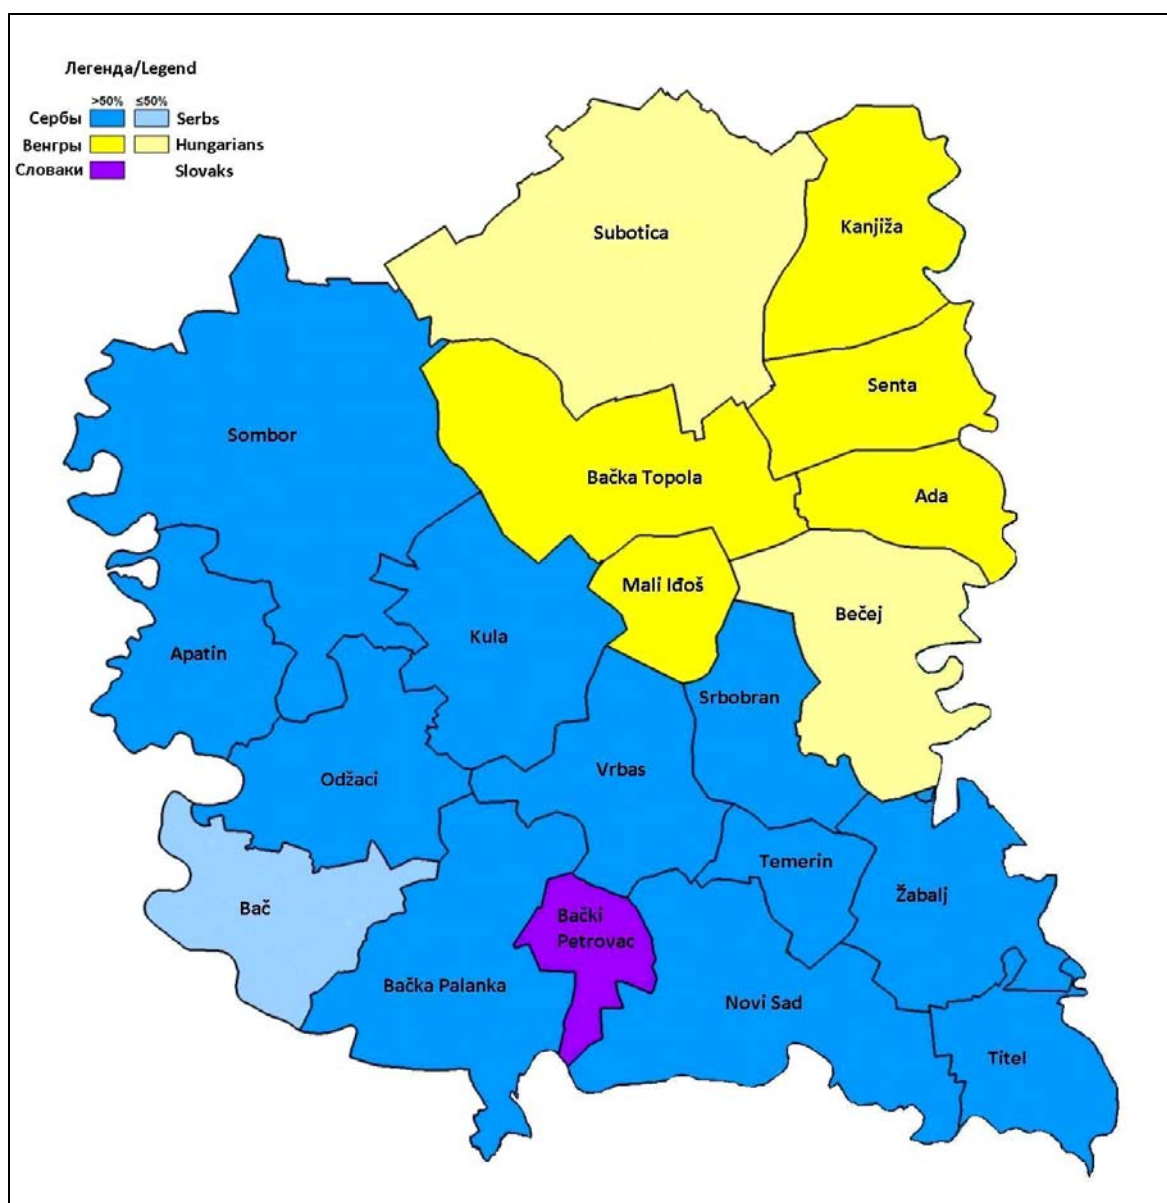 Легенда/Legend
>50% ≤50%
Сербы Serbs
Венгры Hungarians
Словаки Slovaks
Subotica
Kanjiža
Senta
Sombor
Bačka Topola
Ada
Mali Iđoš
Bečej
Kula
Apatin
Srbobran
Vrbas
Odžaci
Temerin
Žabalj
Bač
Bački
Petrovac
Bačka Palanka
Novi Sad
Titel